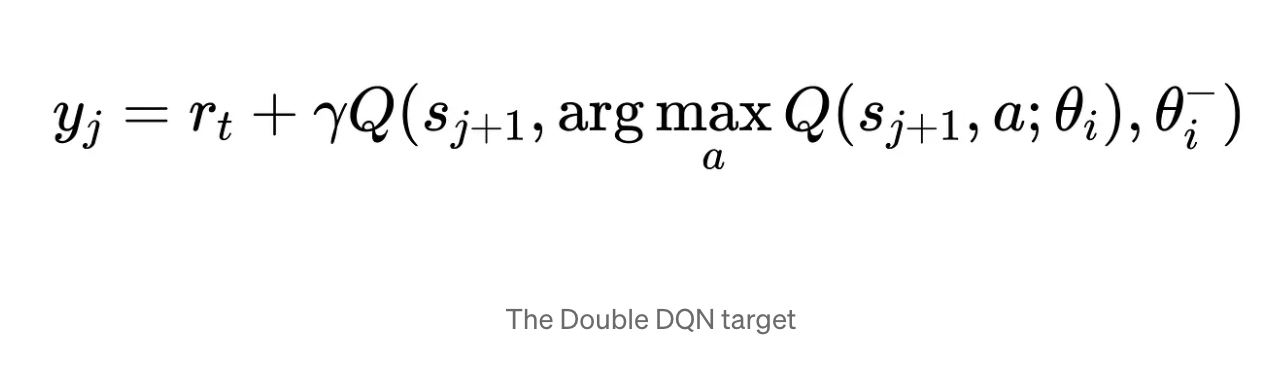 y_j = r_t + γQ(s_{j+1}, arg max_a Q(s_{j+1}, a; θ_i), θ_i^−)
The Double DQN target